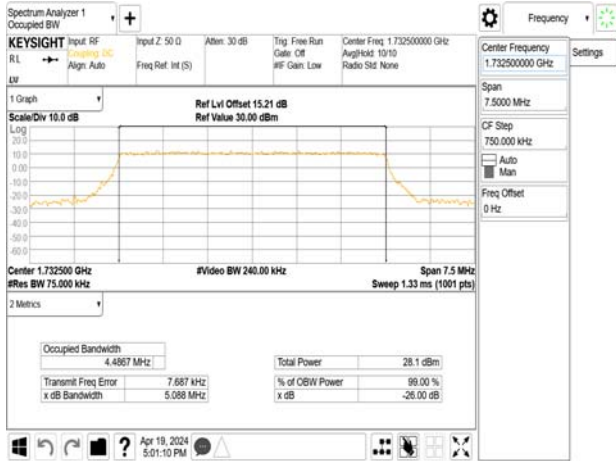 Spectrum Analyzer 1
Occupied BW
+
Frequency
KEYSIGHT
RL
LW
Input: RF
Coupling: DC
Align: Auto
Input Z: 50 Ω
Freq Ref: Int (S)
Atten: 30 dB
Trig: Free Run
Gate: Off
#IF Gain: Low
Center Freq: 1.732500000 GHz
Avg|Hold: 10/10
Radio Std: None
Center Frequency
1.732500000 GHz
Settings
Span
7.5000 MHz
CF Step
750.000 kHz
Auto
Man
Freq Offset
0 Hz
1 Graph
Scale/Div 10.0 dB
Ref Lvl Offset 15.21 dB
Ref Value 30.00 dBm
Log
20.0
10.0
0.00
-10.0
-20.0
-30.0
-40.0
-50.0
-60.0
Center 1.732500 GHz
#Video BW 240.00 kHz
Span 7.5 MHz
#Res BW 75.000 kHz
Sweep 1.33 ms (1001 pts)
2 Metrics
Occupied Bandwidth
4.4867 MHz
Total Power 28.1 dBm
Transmit Freq Error 7.687 kHz
% of OBW Power 99.00 %
x dB Bandwidth 5.088 MHz
x dB -26.00 dB
?
Apr 19, 2024
5:01:10 PM